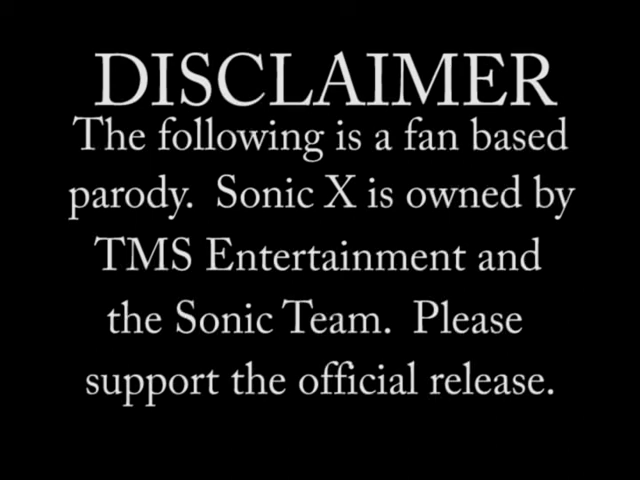 DISCLAIMER
The following is a fan based
parody.  Sonic X is owned by
TMS Entertainment and
the Sonic Team.  Please
support the official release.